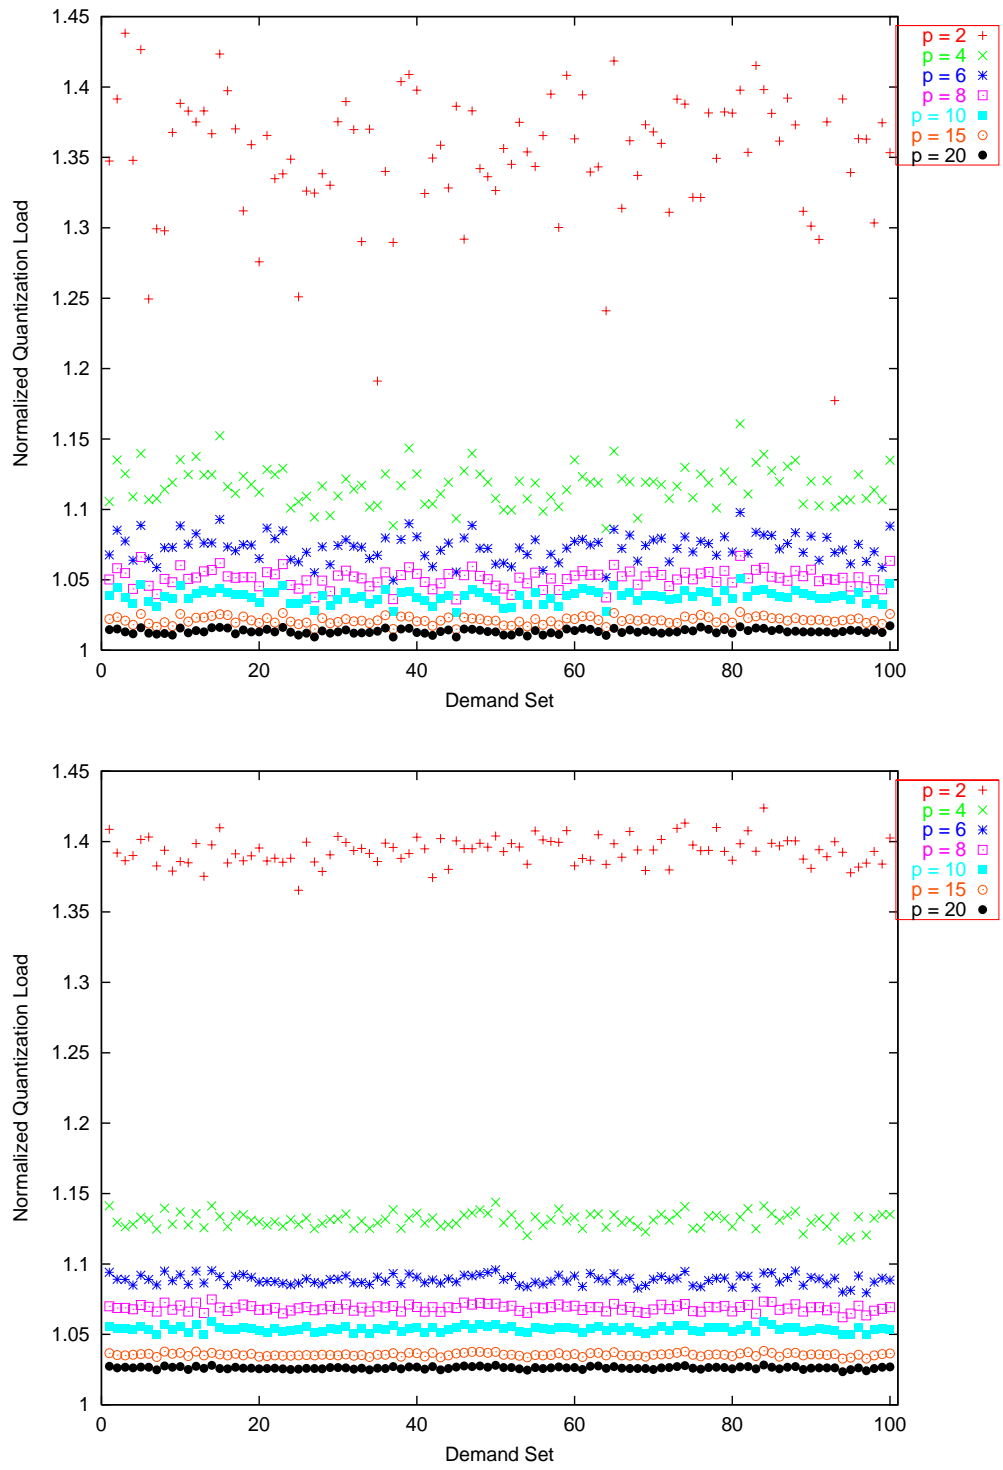 1.45
1.4
1.35
1.3
1.25
1.2
1.15
1.1
1.05
1
0
20
40
60
80
100
Normalized Quantization Load
Demand Set
p = 2
p = 4
p = 6
p = 8
p = 10
p = 15
p = 20
1.45
1.4
1.35
1.3
1.25
1.2
1.15
1.1
1.05
1
0
20
40
60
80
100
Normalized Quantization Load
Demand Set
p = 2
p = 4
p = 6
p = 8
p = 10
p = 15
p = 20